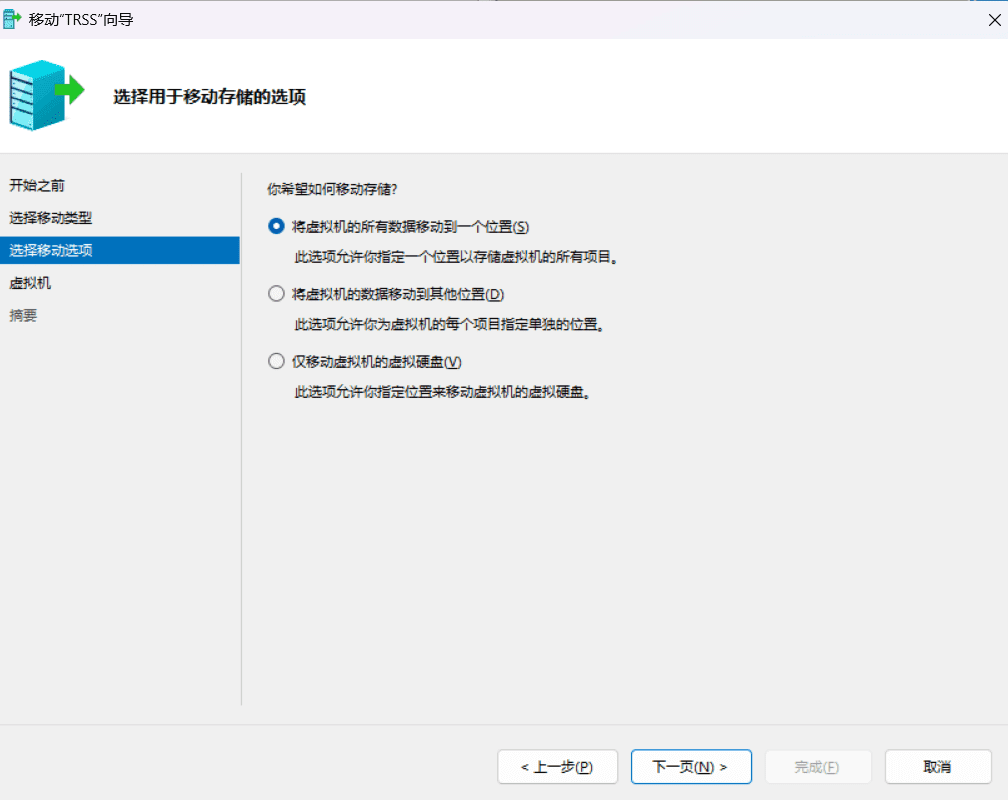 移动“TRSS”向导
选择用于移动存储的选项
开始之前
选择移动类型
选择移动选项
虚拟机
摘要
你希望如何移动存储?
将虚拟机的所有数据移动到一个位置(S)
此选项允许你指定一个位置以存储虚拟机的所有项目。
将虚拟机的数据移动到其他位置(D)
此选项允许你为虚拟机的每个项目指定单独的位置。
仅移动虚拟机的虚拟硬盘(V)
此选项允许你指定位置来移动虚拟机的虚拟硬盘。
< 上一步(P)
下一页(N) >
完成(F)
取消